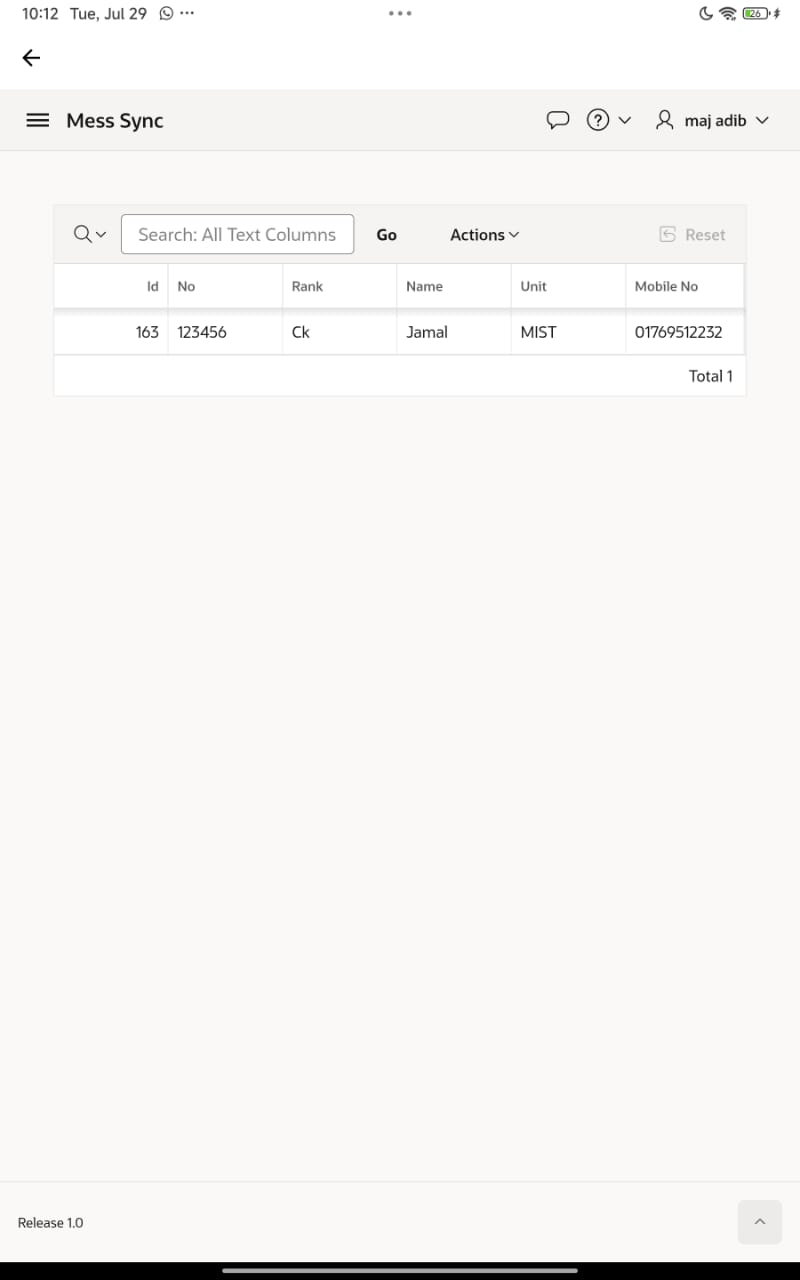 10:12 Tue, Jul 29
26
Mess Sync
maj adib
Search: All Text Columns
Go
Actions
Reset
Id No Rank Name Unit Mobile No
163 123456 Ck Jamal MIST 01769512232
Total 1
Release 1.0